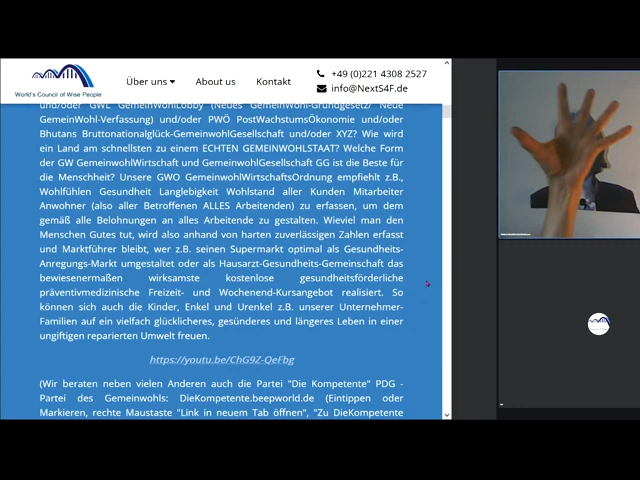 World's Council of Wise People
Über uns
About us
Kontakt
+49 (0)221 4308 2527
info@NextS4F.de
und/oder GWL GemeinWohlLobby (Neues GemeinWohl-Grundgesetz/ Neue
GemeinWohl-Verfassung) und/oder PWÖ PostWachstumsÖkonomie und/oder
Bhutans Bruttonationalglück-GemeinwohlGesellschaft und/oder XYZ? Wie wird
ein Land am schnellsten zu einem ECHTEN GEMEINWOHLSTAAT? Welche Form
der GW GemeinwohlWirtschaft und GemeinwohlGesellschaft GG ist die Beste für
die Menschheit? Unsere GWO GemeinwohlWirtschaftsOrdnung empfiehlt z.B.,
Wohlfühlen Gesundheit Langlebigkeit Wohlstand aller Kunden Mitarbeiter
Anwohner (also aller Betroffenen ALLES Arbeitenden) zu erfassen, um dem
gemäß alle Belohnungen an alles Arbeitende zu gestalten. Wieviel man den
Menschen Gutes tut, wird also anhand von harten zuverlässigen Zahlen erfasst
und Marktführer bleibt, wer z.B. seinen Supermarkt optimal als Gesundheits-
Anregungs-Markt umgestaltet oder als Hausarzt-Gesundheits-Gemeinschaft das
bewiesenermaßen wirksamste kostenlose gesundheitsförderliche
präventivmedizinische Freizeit- und Wochenend-Kursangebot realisiert. So
können sich auch die Kinder, Enkel und Urenkel z.B. unserer Unternehmer-
Familien auf ein vielfach glücklicheres, gesünderes und längeres Leben in einer
ungiftigen reparierten Umwelt freuen.
https://youtu.be/ChG9Z-QeFbg
(Wir beraten neben vielen Anderen auch die Partei "Die Kompetente" PDG -
Partei des Gemeinwohls: DieKompetente.beepworld.de (Eintippen oder
Markieren, rechte Maustaste "Link in neuem Tab öffnen", "Zu DieKompetente